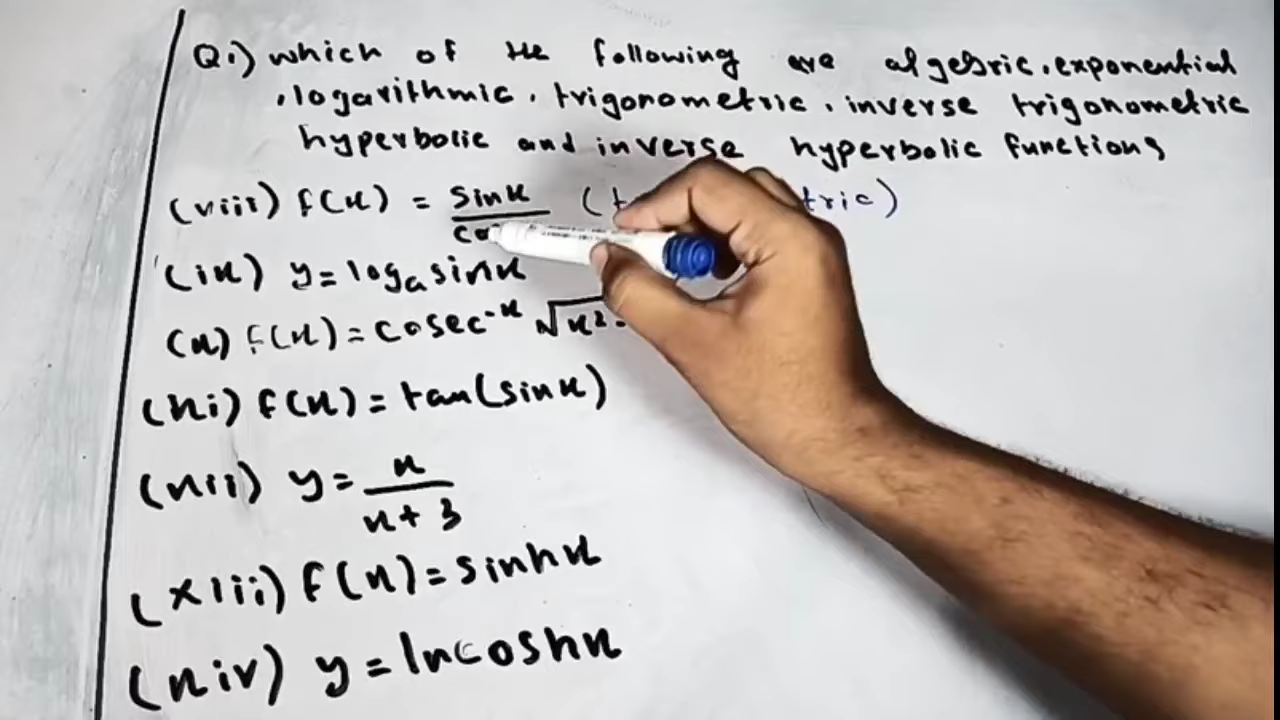 Q1) which of the following are algebric, exponential
, logarithmic, trigonometric, inverse trigonometric
hyperbolic and inverse hyperbolic functions
(viii) f(x) = sinx / (
(ix) y = logₐ sinx
(x) f(x) = cosec⁻ˣ √x²
(xi) f(x) = tan(sinx)
(xii) y = x / x + 3
(xiii) f(x) = sinhx
(xiv) y = lncoshx